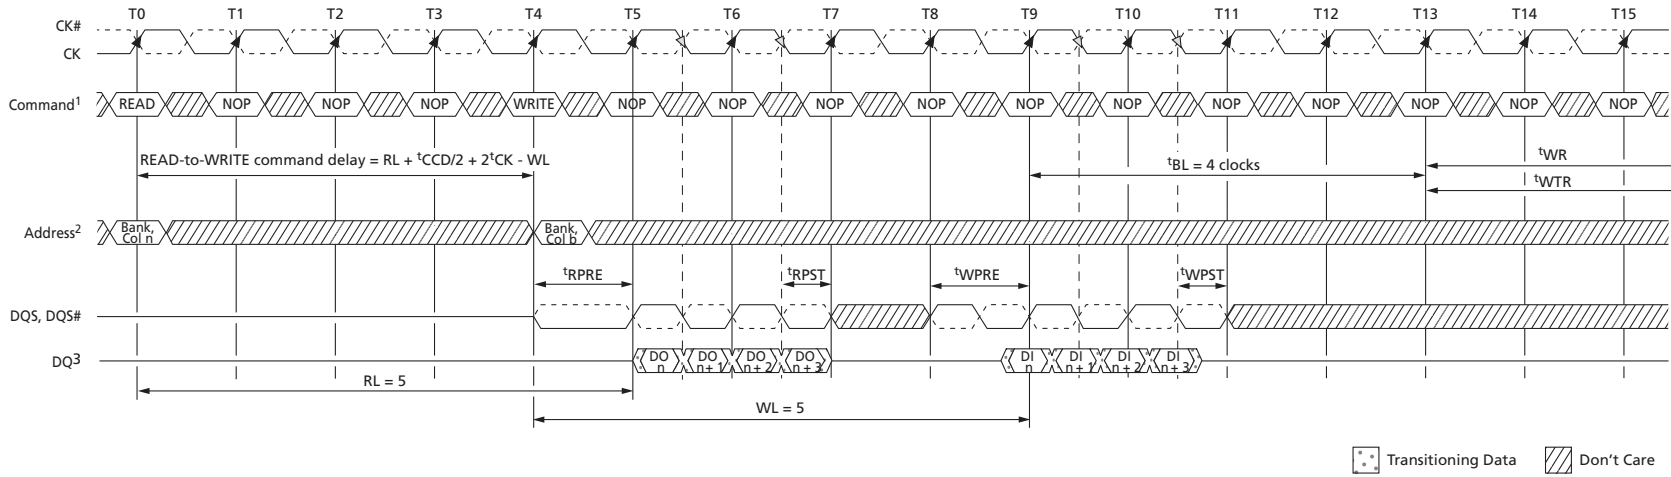 T0 T1 T2 T3 T4 T5 T6 T7 T8 T9 T10 T11 T12 T13 T14 T15
CK#
CK
Command1 READ NOP NOP NOP WRITE NOP NOP NOP NOP NOP NOP NOP NOP NOP NOP NOP
READ-to-WRITE command delay = RL + tCCD/2 + 2tCK - WL
tBL = 4 clocks
tWR
tWTR
Address2
Bank,
Col n
Bank,
Col b
tRPRE tRPST tWPRE tWPST
DQS, DQS#
DQ3
DO
n
DO
n + 1
DO
n + 2
DO
n + 3
DI
n
DI
n + 1
DI
n + 2
DI
n + 3
RL = 5
WL = 5
Transitioning Data
Don't Care